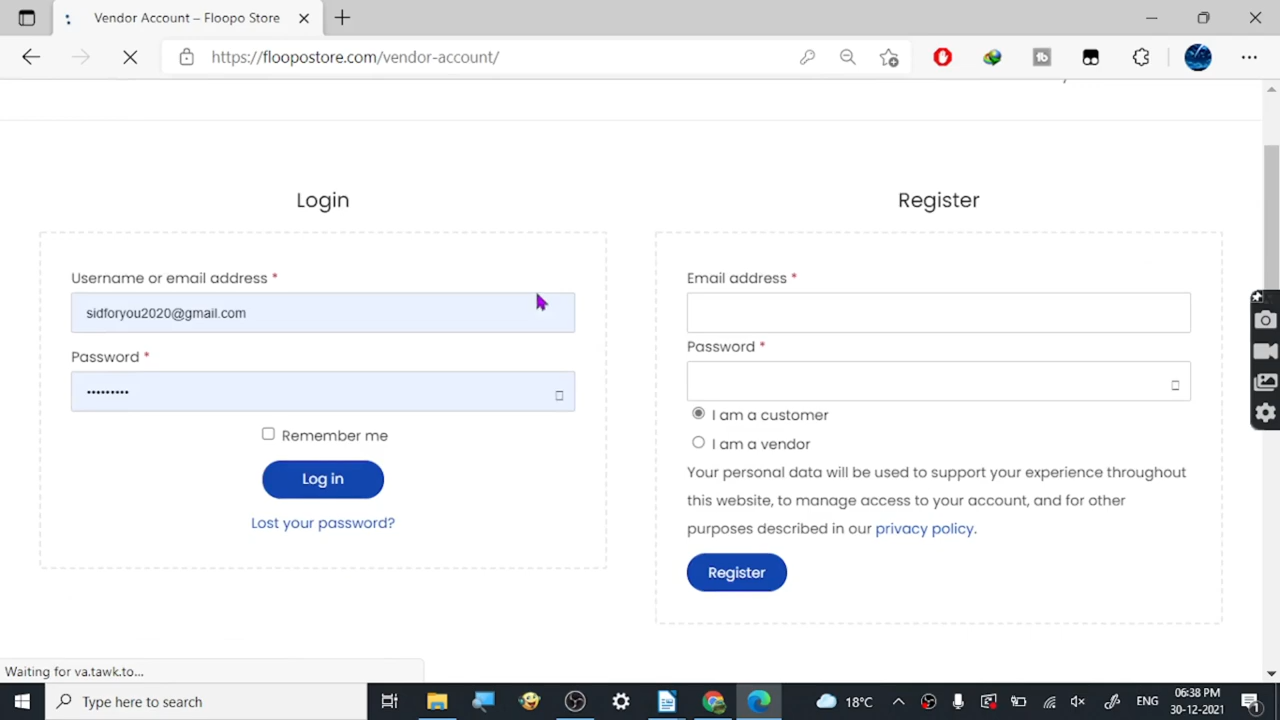 Vendor Account – Floopo Store
https://floopostore.com/vendor-account/
Login
Username or email address *
sidforyou2020@gmail.com
Password *
•••••••••
Remember me
Log in
Lost your password?
Register
Email address *
Password *
I am a customer
I am a vendor
Your personal data will be used to support your experience throughout
this website, to manage access to your account, and for other
purposes described in our privacy policy.
Register
Waiting for va.tawk.to...
Type here to search
18°C
ENG
06:38 PM
30-12-2021
1